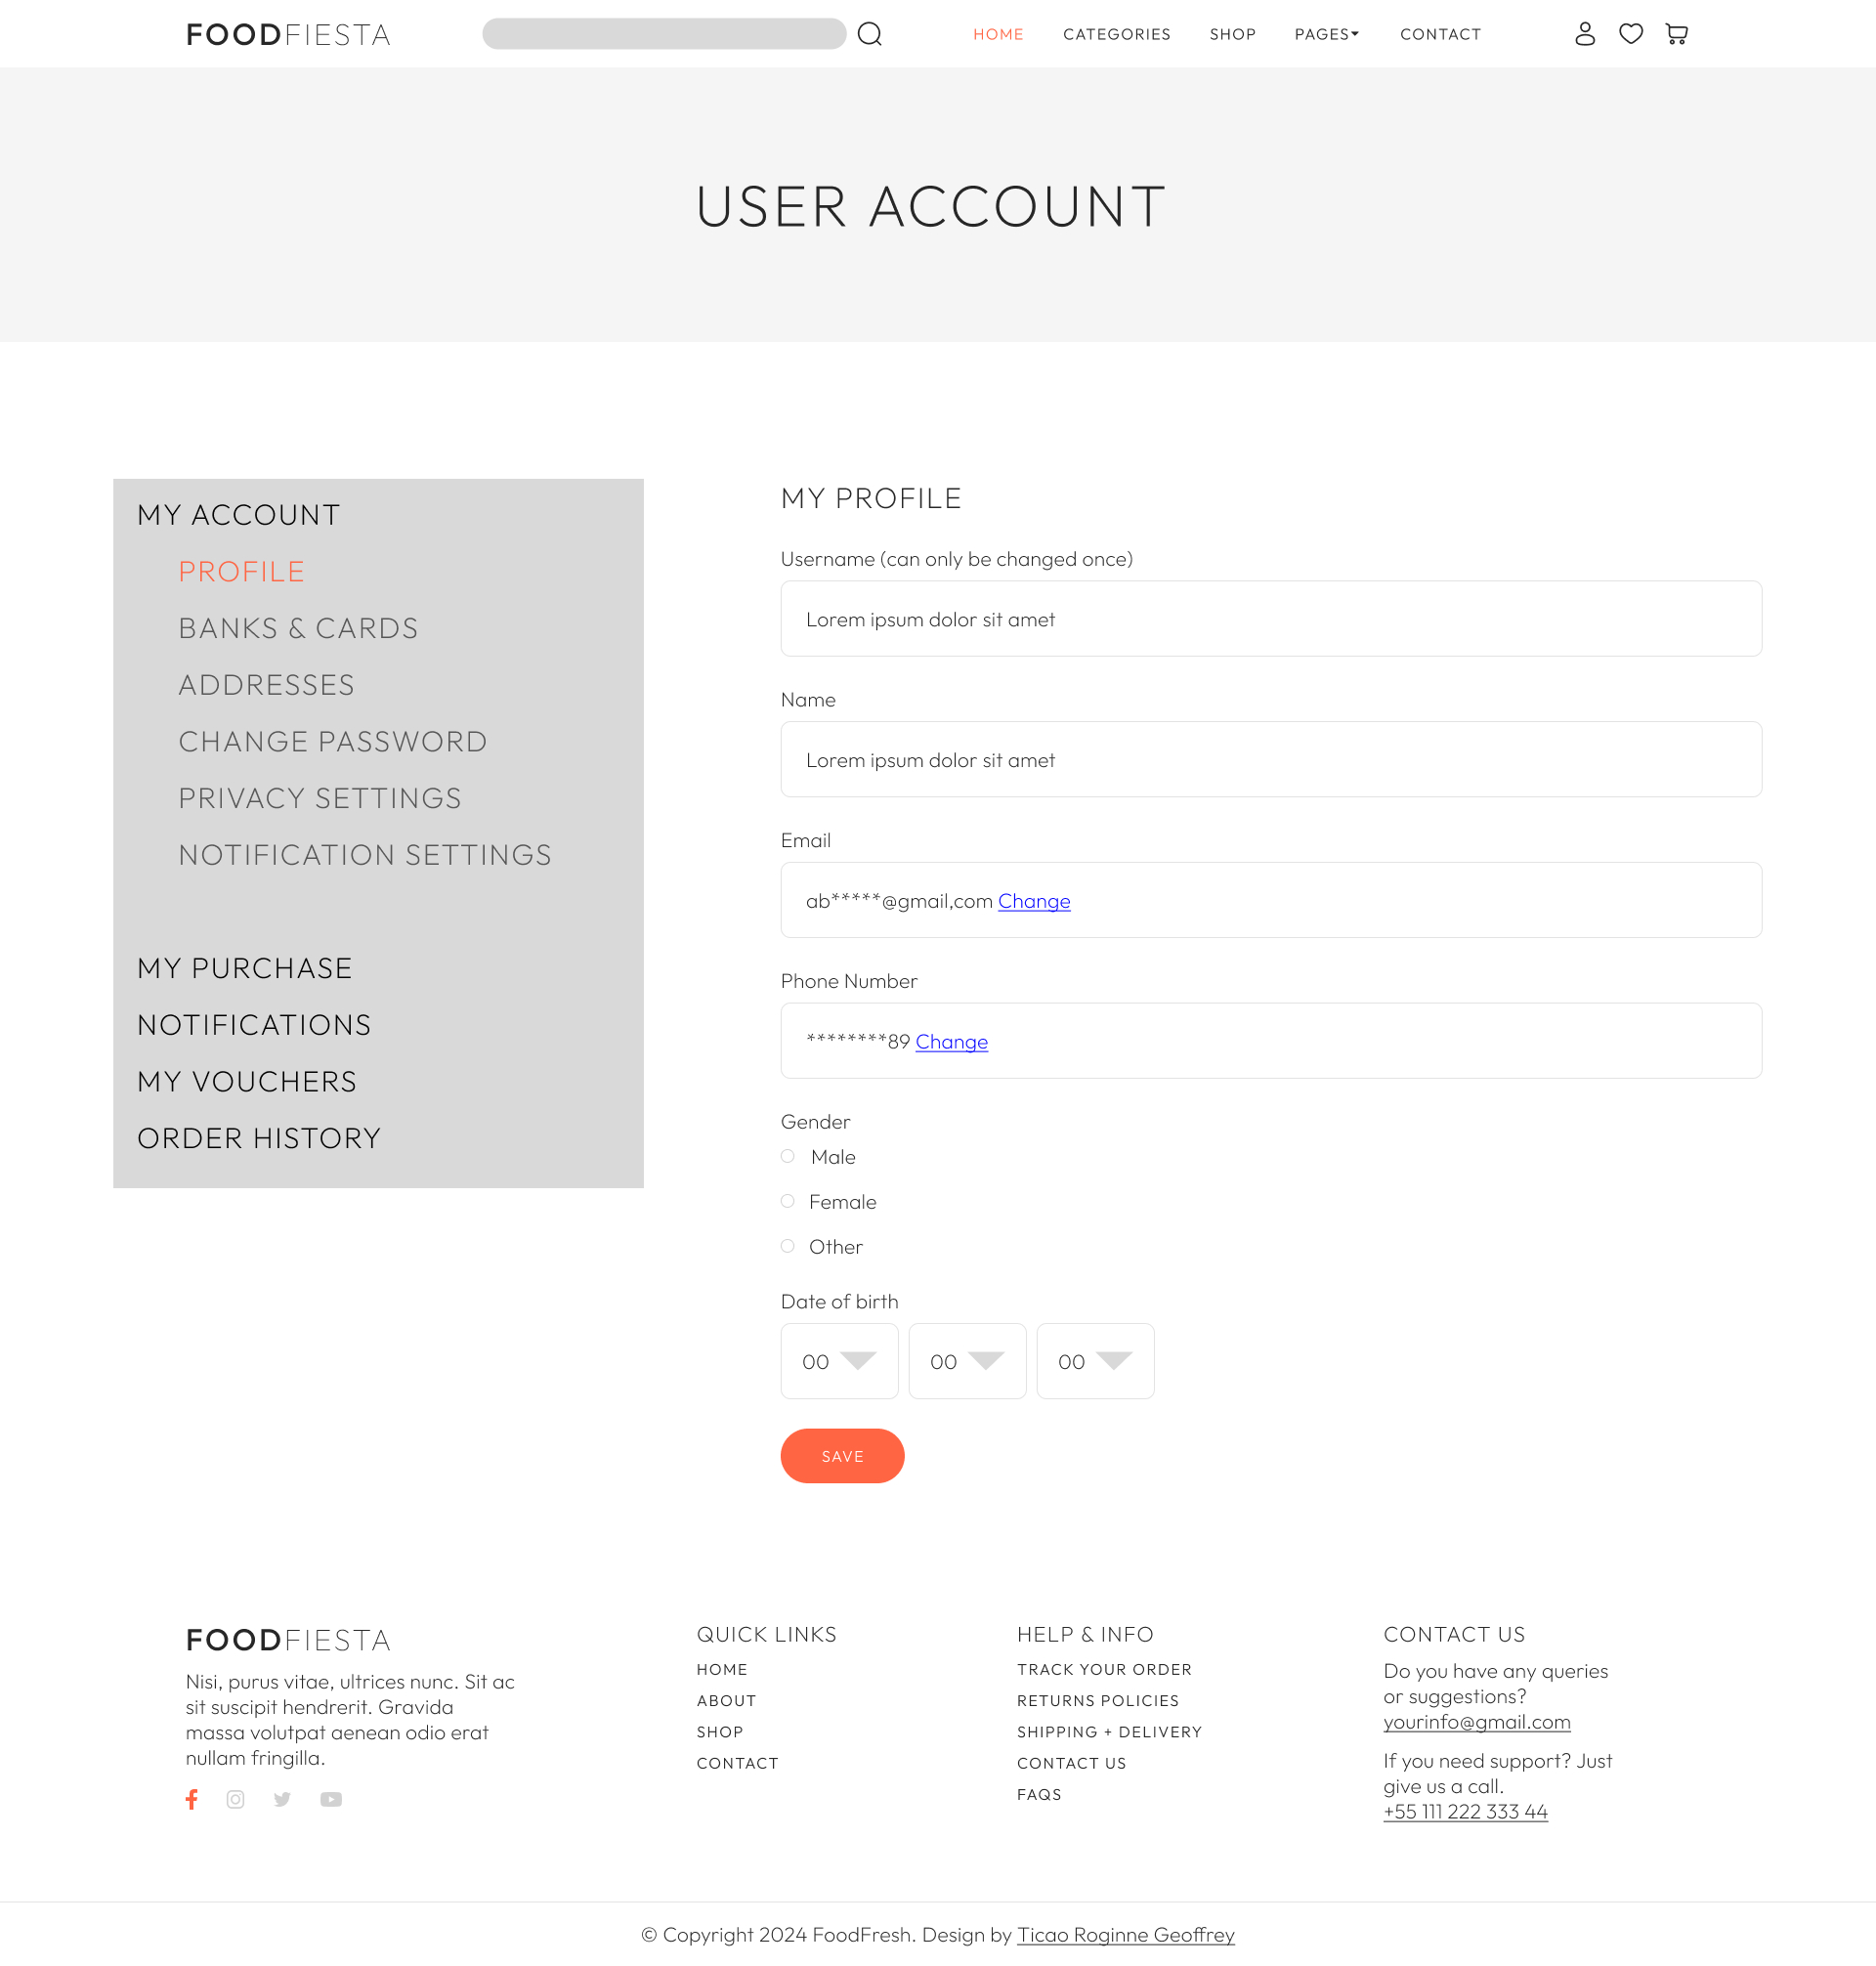 FOODFIESTA
HOME CATEGORIES SHOP PAGES CONTACT
USER ACCOUNT
MY ACCOUNT
PROFILE
BANKS & CARDS
ADDRESSES
CHANGE PASSWORD
PRIVACY SETTINGS
NOTIFICATION SETTINGS
MY PURCHASE
NOTIFICATIONS
MY VOUCHERS
ORDER HISTORY
MY PROFILE
Username (can only be changed once)
Lorem ipsum dolor sit amet
Name
Lorem ipsum dolor sit amet
Email
ab*****@gmail,com Change
Phone Number
********89 Change
Gender
Male
Female
Other
Date of birth
00 00 00
SAVE
FOODFIESTA
Nisi, purus vitae, ultrices nunc. Sit ac
sit suscipit hendrerit. Gravida
massa volutpat aenean odio erat
nullam fringilla.
QUICK LINKS
HOME
ABOUT
SHOP
CONTACT
HELP & INFO
TRACK YOUR ORDER
RETURNS POLICIES
SHIPPING + DELIVERY
CONTACT US
FAQS
CONTACT US
Do you have any queries
or suggestions?
yourinfo@gmail.com
If you need support? Just
give us a call.
+55 111 222 333 44
© Copyright 2024 FoodFresh. Design by Ticao Roginne Geoffrey